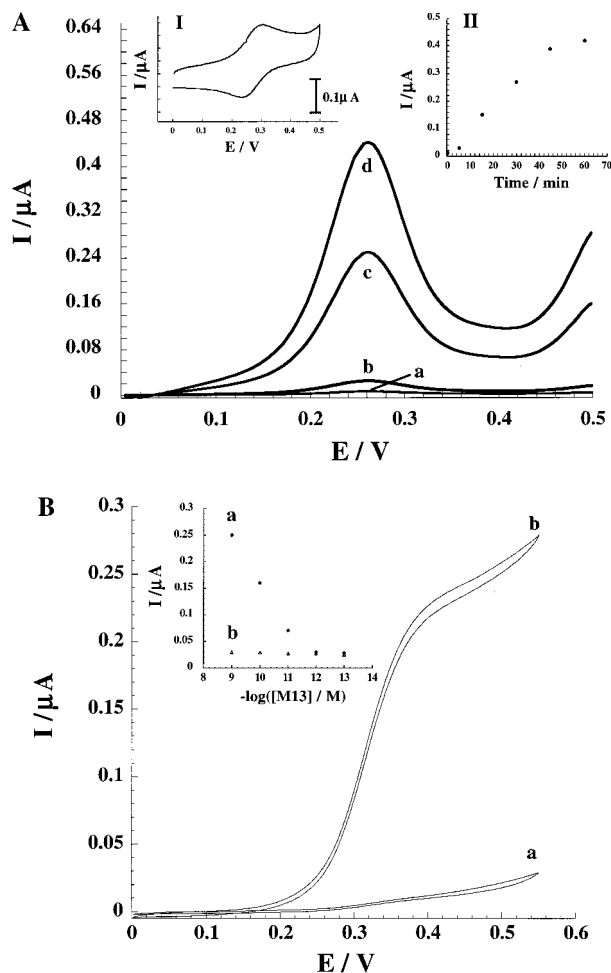 A
I
II
I /μA
0.64
0.56
0.48
0.4
0.32
0.24
0.16
0.08
0
0 0.1 0.2 0.3 0.4 0.5
E / V
d
c
b
a
I /μA
0.1μ A
0 0.1 0.2 0.3 0.4 0.5
E / V
I /μA
0.5
0.4
0.3
0.2
0.1
0
0 10 20 30 40 50 60 70
Time / min
B
I /μA
0.3
0.25
0.2
0.15
0.1
0.05
0
0 0.1 0.2 0.3 0.4 0.5 0.6
E / V
b
a
I /μA
0.3
0.25
0.2
0.15
0.1
0.05
0
a
b
8 9 10 11 12 13 14
-log([M13] / M)